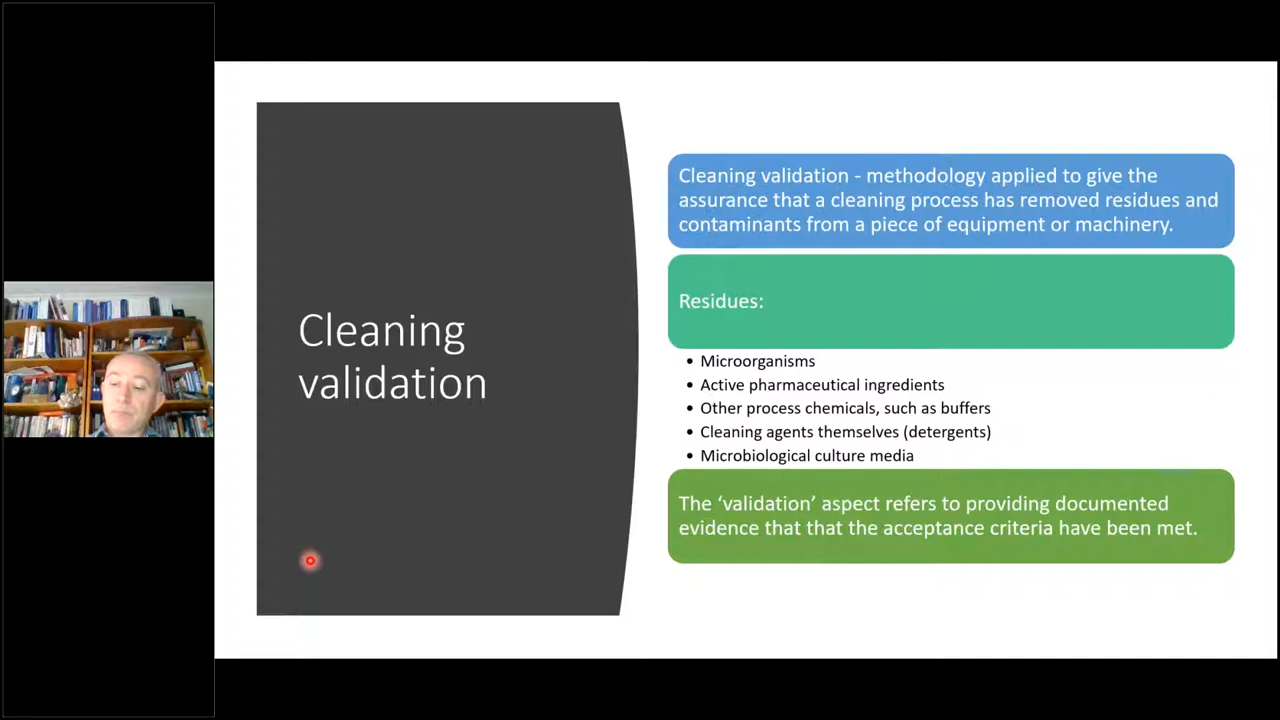 Cleaning
validation
Cleaning validation - methodology applied to give the
assurance that a cleaning process has removed residues and
contaminants from a piece of equipment or machinery.
Residues:
• Microorganisms
• Active pharmaceutical ingredients
• Other process chemicals, such as buffers
• Cleaning agents themselves (detergents)
• Microbiological culture media
The ‘validation’ aspect refers to providing documented
evidence that that the acceptance criteria have been met.